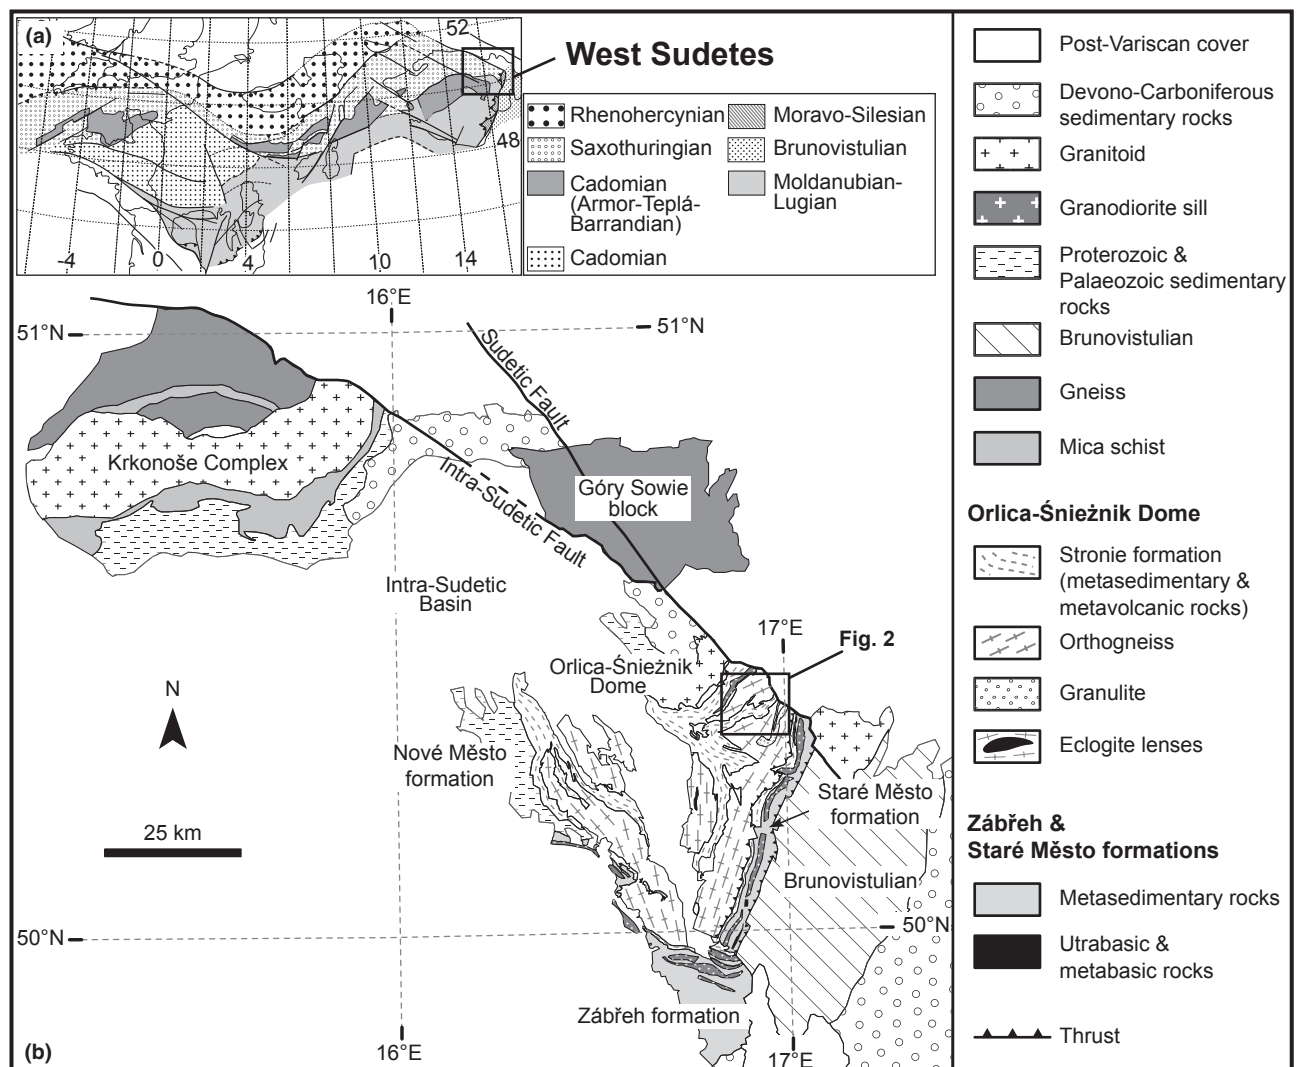 (a)
52
48
-4
0
4
10
14
West Sudetes
Rhenohercynian
Saxothuringian
Cadomian
(Armor-Teplá-
Barrandian)
Cadomian
Moravo-Silesian
Brunovistulian
Moldanubian-
Lugian
16°E
51°N
51°N
Sudetic Fault
Krkonoše Complex
Intra-Sudetic Fault
Góry Sowie
block
Intra-Sudetic
Basin
17°E
Fig. 2
Orlica-Śnieżnik
Dome
N
Nové Město
formation
25 km
Staré Město
formation
Brunovistulian
50°N
50°N
Zábřeh formation
16°E
17°E
(b)
Post-Variscan cover
Devono-Carboniferous
sedimentary rocks
Granitoid
Granodiorite sill
Proterozoic &
Palaeozoic sedimentary
rocks
Brunovistulian
Gneiss
Mica schist
Orlica-Śnieżnik Dome
Stronie formation
(metasedimentary &
metavolcanic rocks)
Orthogneiss
Granulite
Eclogite lenses
Zábřeh &
Staré Město formations
Metasedimentary rocks
Utrabasic &
metabasic rocks
Thrust